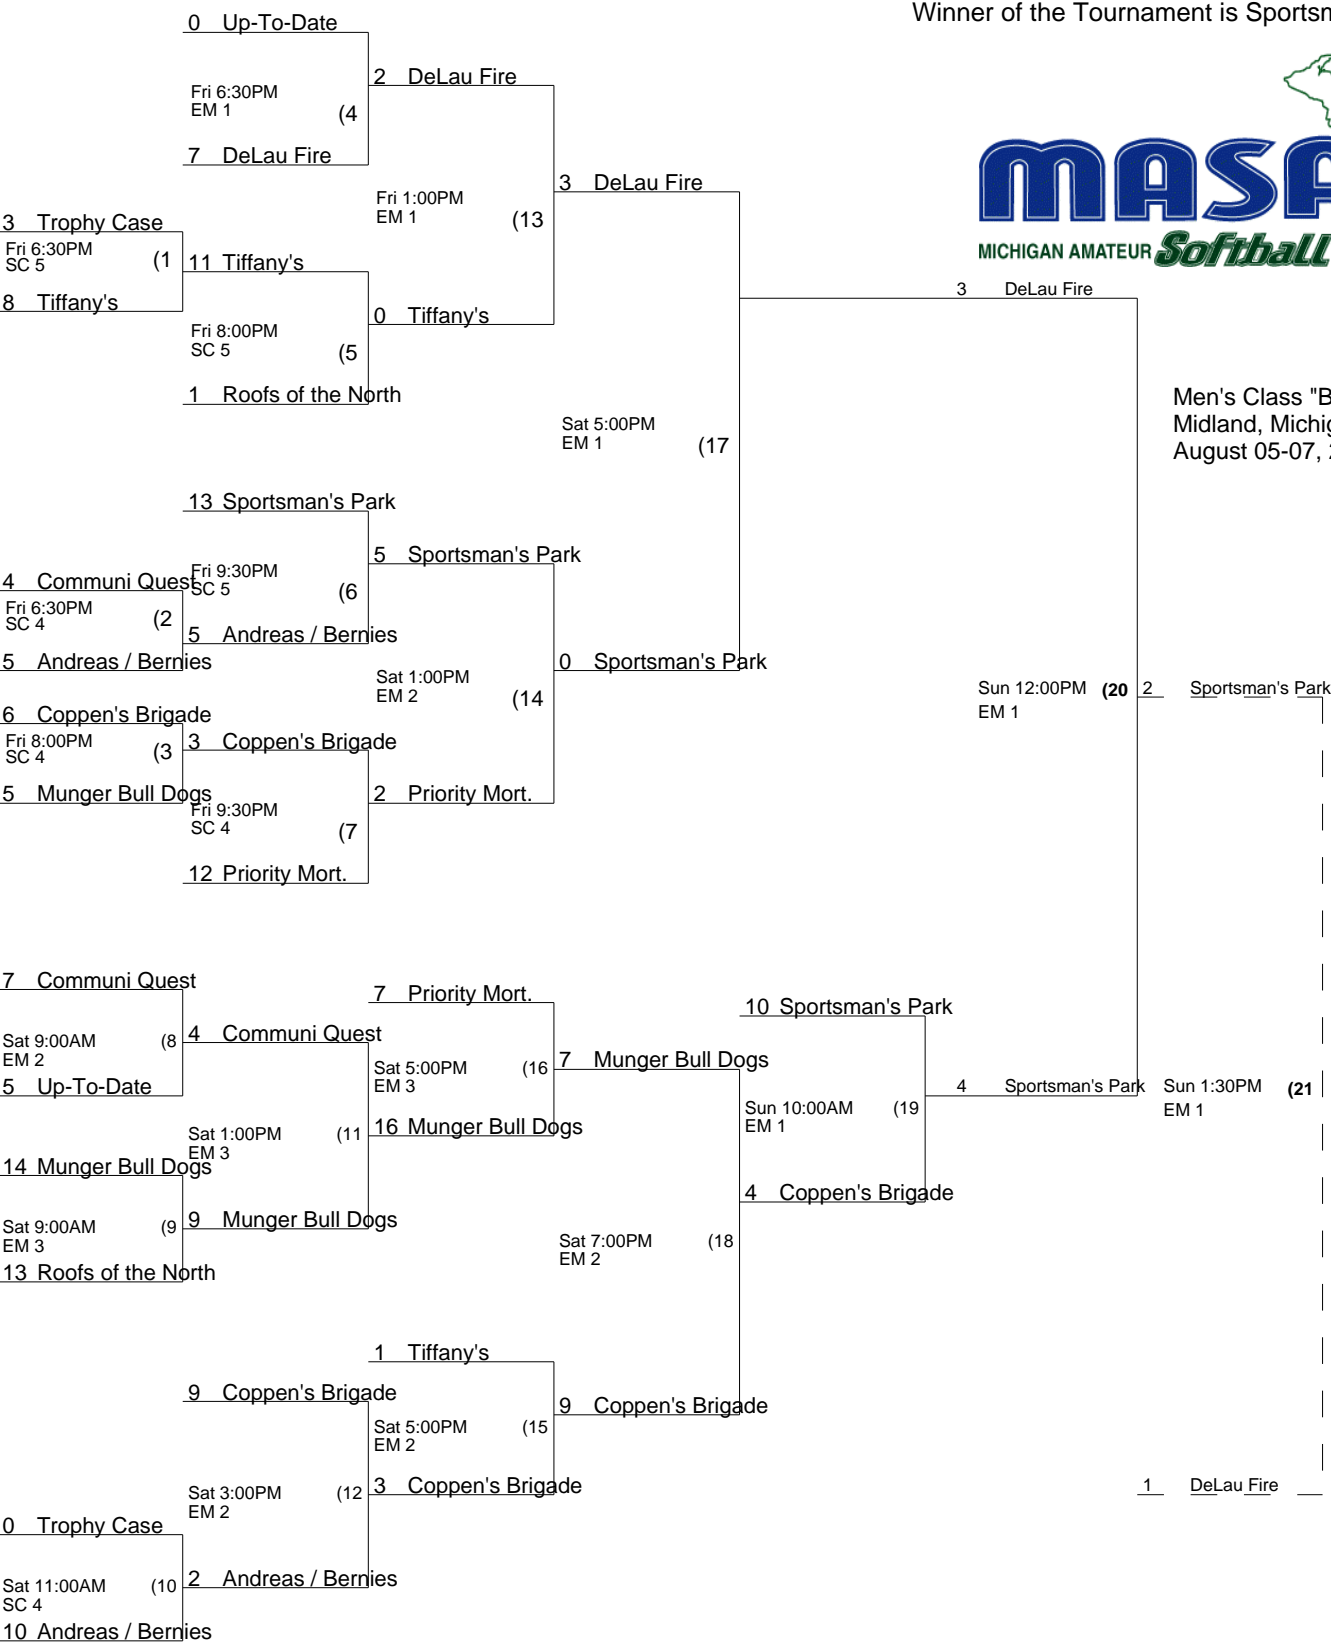 Winner of the Tournament is
0 Up-To-Date
2 DeLau Fire
Fri 6:30PM
EM 1 (4
7 DeLau Fire
3 DeLau Fire
Fri 1:00PM
EM 1 (13
MASA
MICHIGAN AMATEUR Softball
3 Trophy Case
Fri 6:30PM
SC 5 (1
11 Tiffany's
8 Tiffany's
0 Tiffany's
Fri 8:00PM
SC 5 (5
1 Roofs of the North
3 DeLau Fire
Men's Class "B
Midland,
August 05-07,
Sat 5:00PM
EM 1 (17
13 Sportsman's Park
5 Sportsman's Park
4 Communi Quest
Fri 9:30PM
SC 5 (6
Fri 6:30PM
SC 4 (2
5 Andreas / Bernies
5 Andreas / Bernies
0 Sportsman's Park
Sat 1:00PM
EM 2 (14
Sun 12:00PM (20
EM 1
2 Sportsman's Park
6 Coppen's Brigade
Fri 8:00PM
SC 4 (3
3 Coppen's Brigade
5 Munger Bull Dogs
2 Priority Mort.
Fri 9:30PM
SC 4 (7
12 Priority Mort.
7 Communi Quest
7 Priority Mort.
10 Sportsman's Park
4 Communi Quest
Sat 9:00AM (8
EM 2
5 Up-To-Date
Sat 5:00PM (16
EM 3
7 Munger Bull Dogs
4 Sportsman's Park
Sun 1:30PM (21
EM 1
Sun 10:00AM (19
EM 1
16 Munger Bull Dogs
Sat 1:00PM (11
EM 3
14 Munger Bull Dogs
4 Coppen's Brigade
Sat 9:00AM (9
EM 3
9 Munger Bull Dogs
13 Roofs of the North
Sat 7:00PM (18
EM 2
1 Tiffany's
9 Coppen's Brigade
9 Coppen's Brigade
Sat 5:00PM (15
EM 2
3 Coppen's Brigade
Sat 3:00PM (12
EM 2
1 DeLau Fire
0 Trophy Case
Sat 11:00AM (10
SC 4
2 Andreas / Bernies
10 Andreas / Bernies